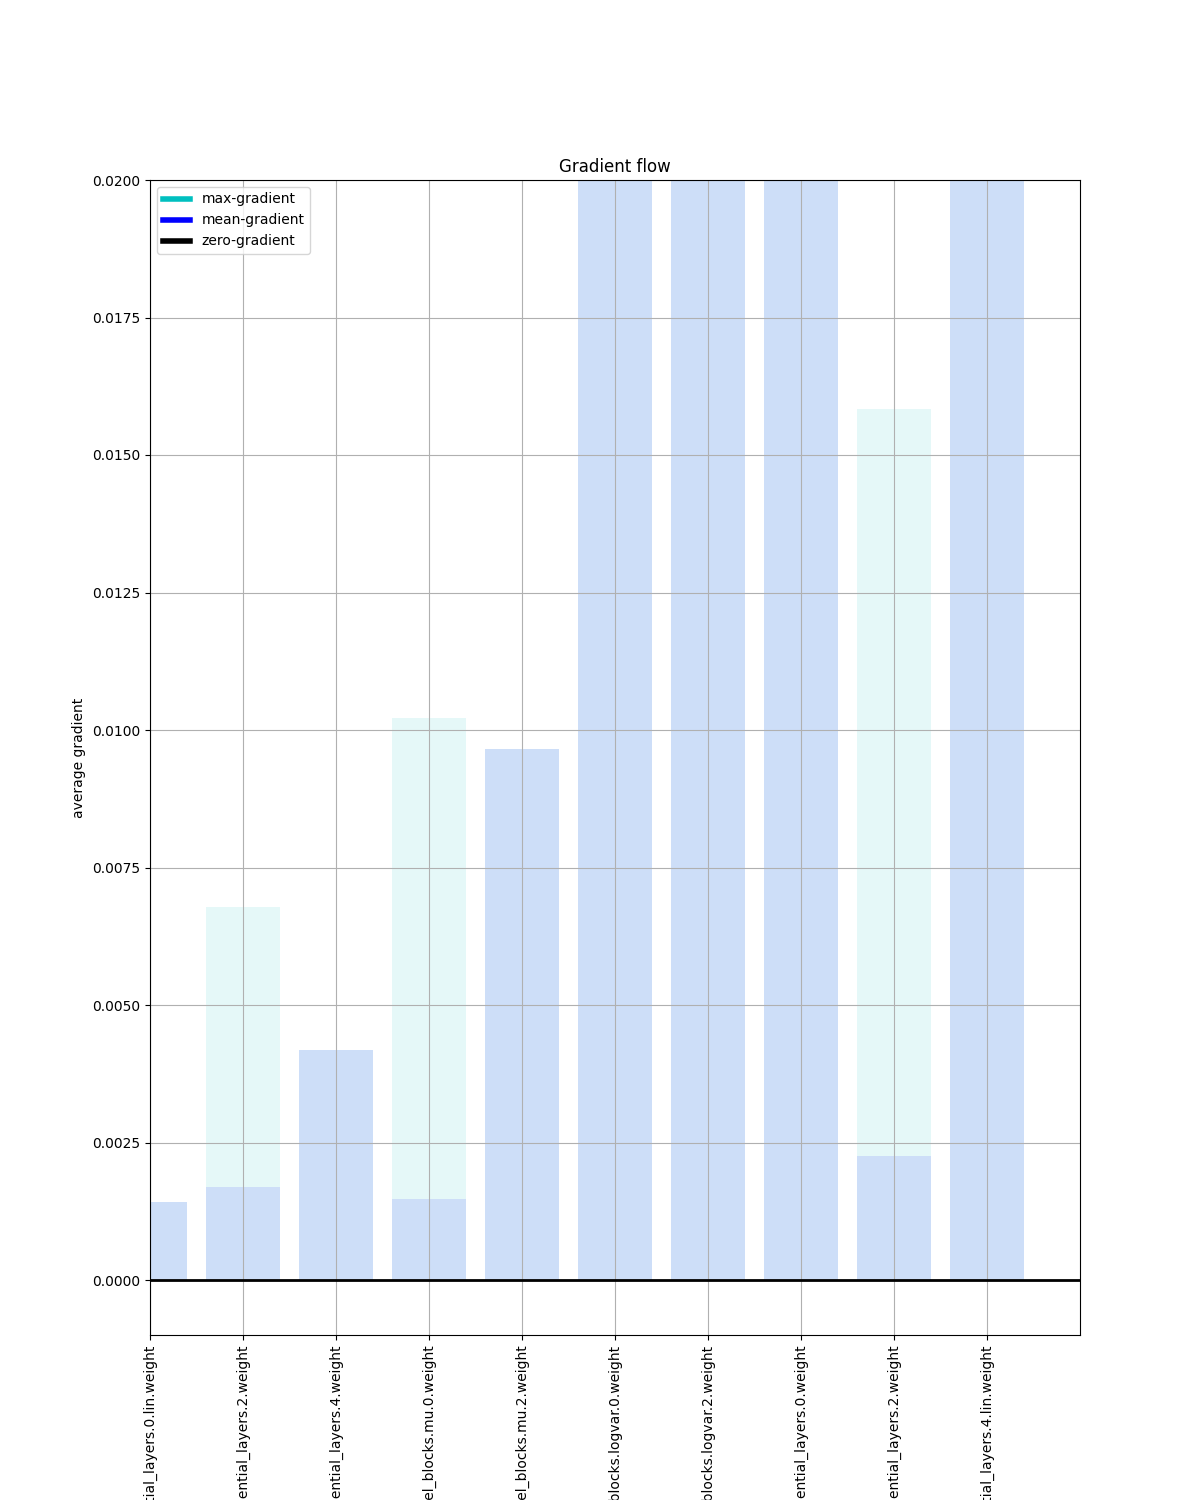 Gradient flow
max-gradient
mean-gradient
zero-gradient
0.0200
0.0175
0.0150
0.0125
0.0100
0.0075
0.0050
0.0025
0.0000
average gradient
tial_layers.0.lin.weight
ential_layers.2.weight
ential_layers.4.weight
el_blocks.mu.0.weight
el_blocks.mu.2.weight
blocks.logvar.0.weight
blocks.logvar.2.weight
ential_layers.0.weight
ential_layers.2.weight
tial_layers.4.lin.weight